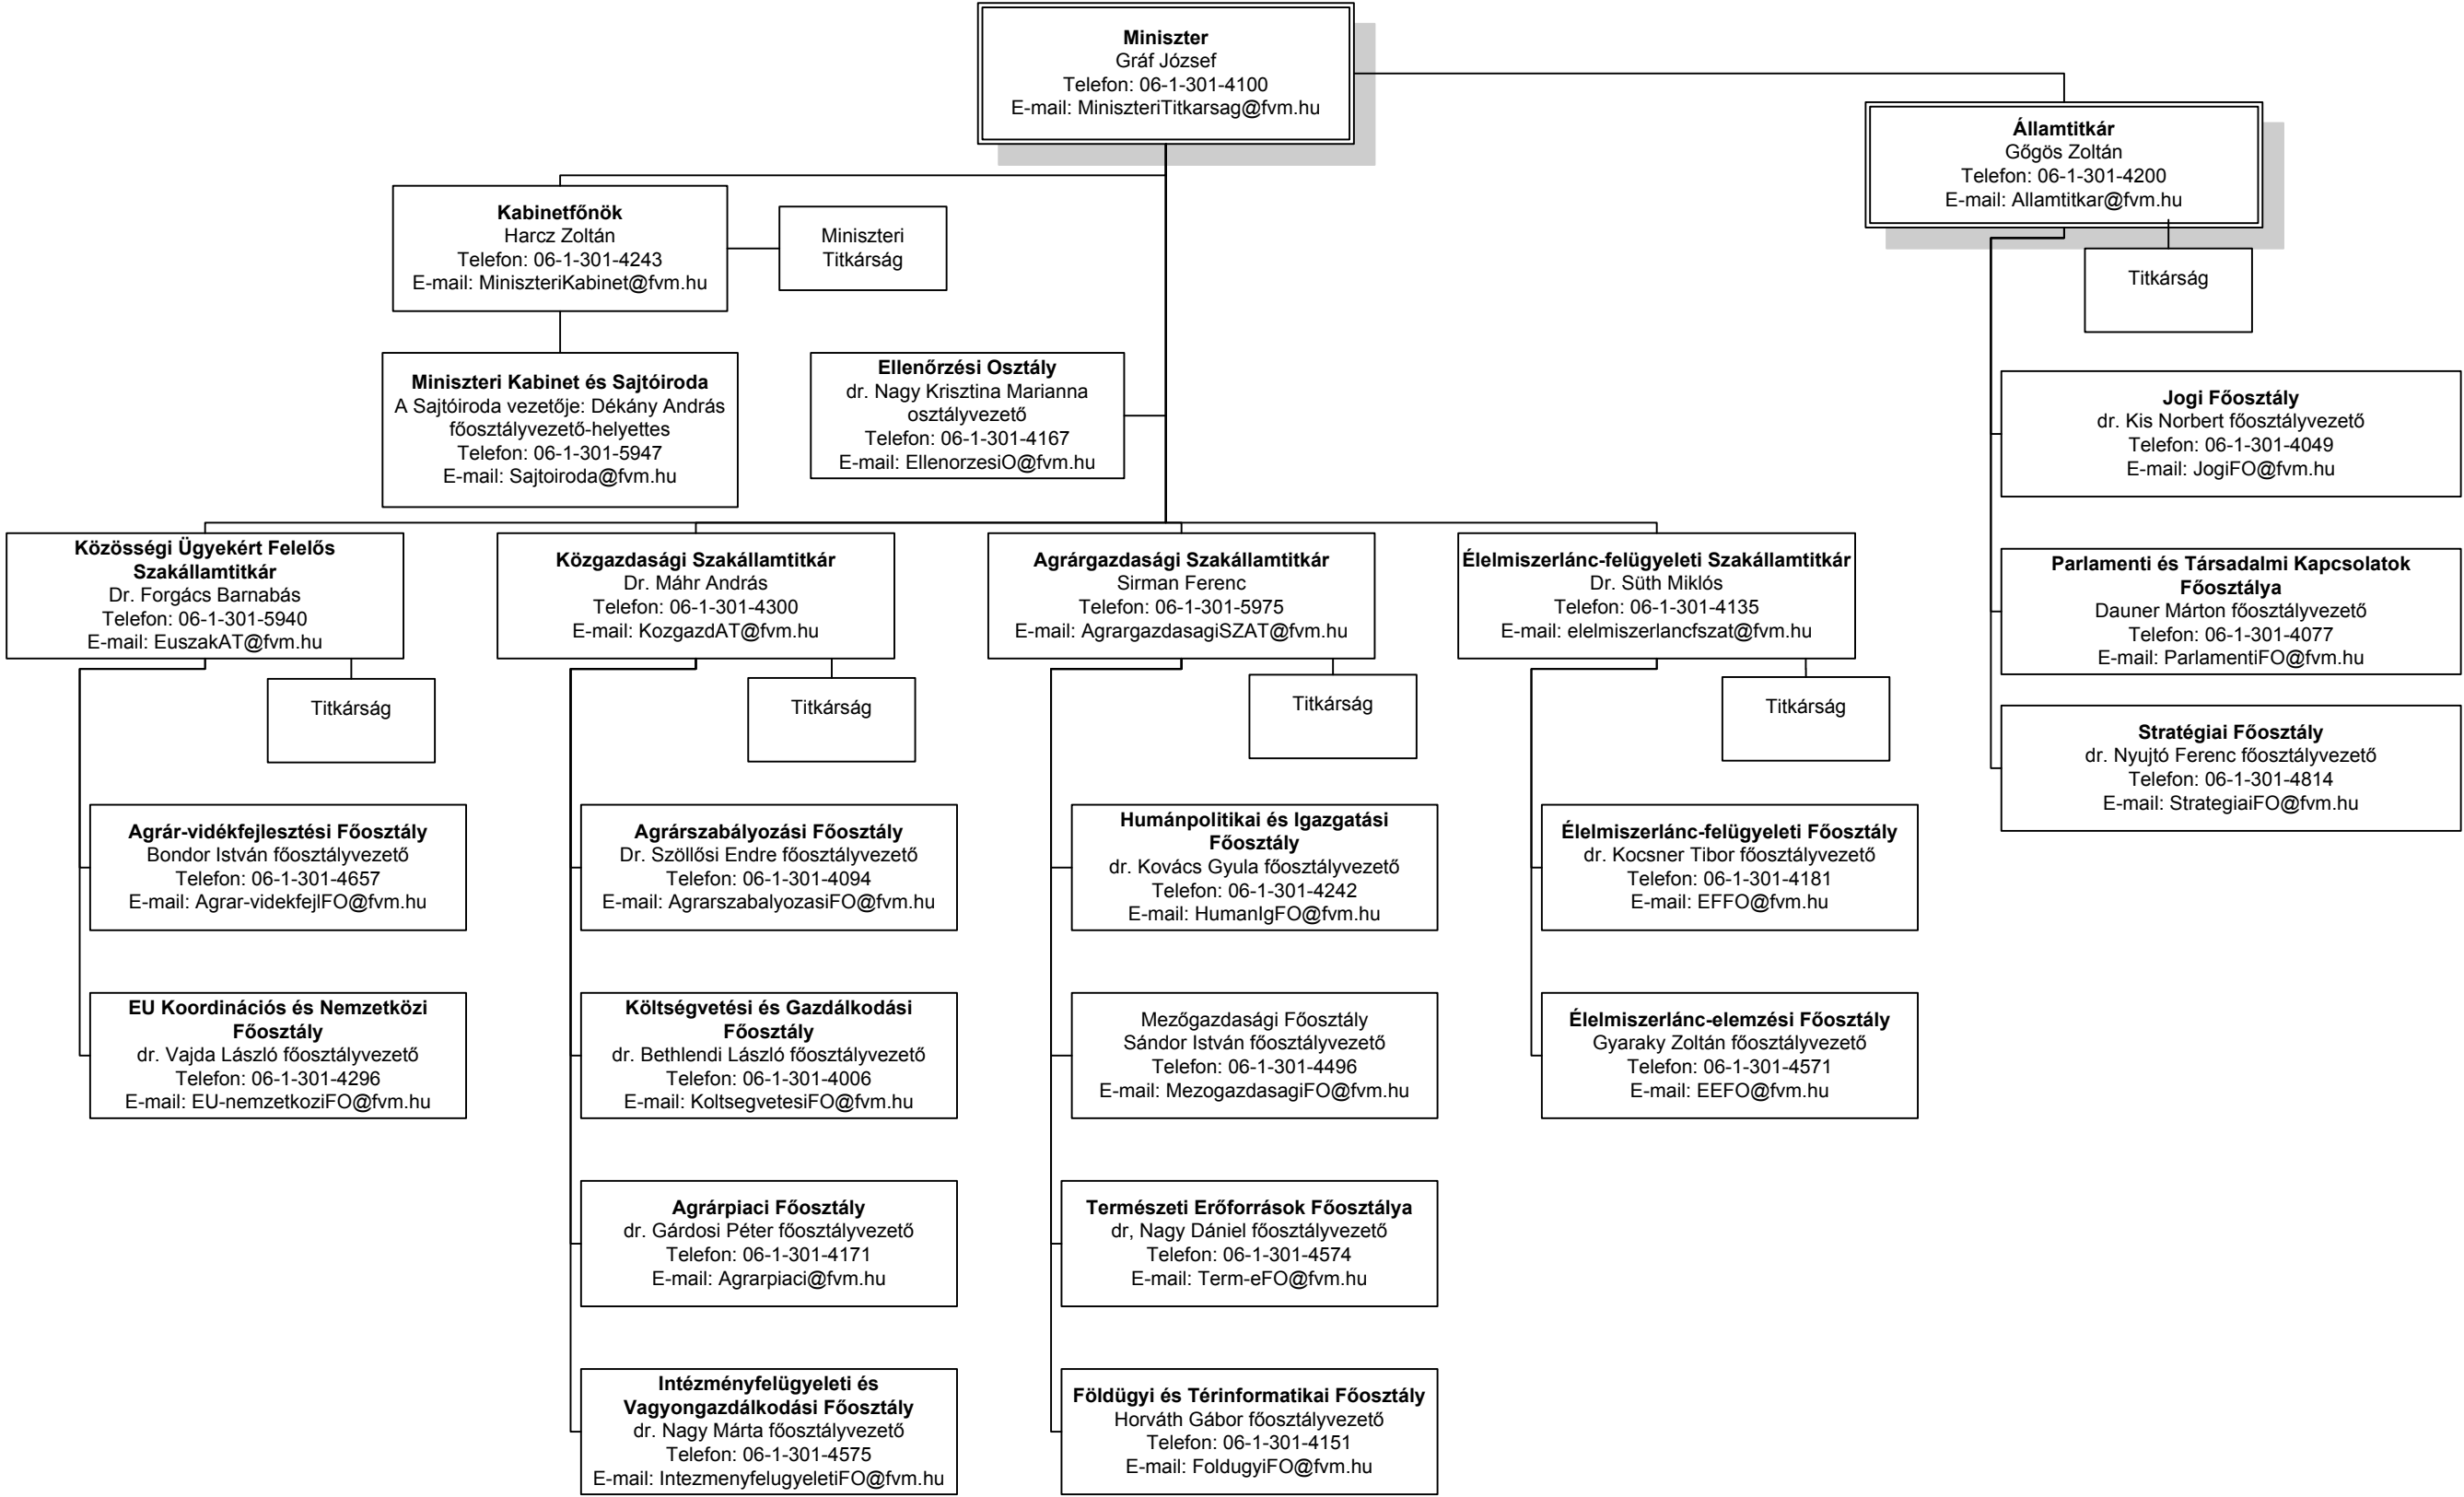 Miniszter
Gráf József
Telefon: 06-1-301-4100
E-mail: MiniszteriTitkarsag@fvm.hu
Államtitkár
Gőgös Zoltán
Telefon: 06-1-301-4200
E-mail: Allamtitkar@fvm.hu
Kabinetfőnök
Harcz Zoltán
Telefon: 06-1-301-4243
E-mail: MiniszteriKabinet@fvm.hu
Miniszteri
Titkárság
Titkárság
Miniszteri Kabinet és Sajtóiroda
A Sajtóiroda vezetője: Dékány András
főosztályvezető-helyettes
Telefon: 06-1-301-5947
E-mail: Sajtoiroda@fvm.hu
Ellenőrzési Osztály
dr. Nagy Krisztina Marianna
osztályvezető
Telefon: 06-1-301-4167
E-mail: EllenorzesiO@fvm.hu
Jogi Főosztály
dr. Kis Norbert főosztályvezető
Telefon: 06-1-301-4049
E-mail: JogiFO@fvm.hu
Parlamenti és Társadalmi Kapcsolatok
Főosztálya
Dauner Márton főosztályvezető
Telefon: 06-1-301-4077
E-mail: ParlamentiFO@fvm.hu
Stratégiai Főosztály
dr. Nyujtó Ferenc főosztályvezető
Telefon: 06-1-301-4814
E-mail: StrategiaiFO@fvm.hu
Közösségi Ügyekért Felelős
Szakállamtitkár
Dr. Forgács Barnabás
Telefon: 06-1-301-5940
E-mail: EuszakAT@fvm.hu
Titkárság
Agrár-vidékfejlesztési Főosztály
Bondor István főosztályvezető
Telefon: 06-1-301-4657
E-mail: Agrar-videkfejlFO@fvm.hu
EU Koordinációs és Nemzetközi
Főosztály
dr. Vajda László főosztályvezető
Telefon: 06-1-301-4296
E-mail: EU-nemzetkoziFO@fvm.hu
Közgazdasági Szakállamtitkár
Dr. Máhr András
Telefon: 06-1-301-4300
E-mail: KozgazdAT@fvm.hu
Titkárság
Agrárszabályozási Főosztály
Dr. Szöllősi Endre főosztályvezető
Telefon: 06-1-301-4094
E-mail: AgrarszabalyozasiFO@fvm.hu
Költségvetési és Gazdálkodási
Főosztály
dr. Bethlendi László főosztályvezető
Telefon: 06-1-301-4006
E-mail: KoltsegvetesiFO@fvm.hu
Agrárpiaci Főosztály
dr. Gárdosi Péter főosztályvezető
Telefon: 06-1-301-4171
E-mail: Agrarpiaci@fvm.hu
Intézményfelügyeleti és
Vagyongazdálkodási Főosztály
dr. Nagy Márta főosztályvezető
Telefon: 06-1-301-4575
E-mail: IntezmenyfelugyeletiFO@fvm.hu
Agrárgazdasági Szakállamtitkár
Sirman Ferenc
Telefon: 06-1-301-5975
E-mail: AgrargazdasagiSZAT@fvm.hu
Titkárság
Humánpolitikai és Igazgatási
Főosztály
dr. Kovács Gyula főosztályvezető
Telefon: 06-1-301-4242
E-mail: HumanIgFO@fvm.hu
Mezőgazdasági Főosztály
Sándor István főosztályvezető
Telefon: 06-1-301-4496
E-mail: MezogazdasagiFO@fvm.hu
Természeti Erőforrások Főosztálya
dr, Nagy Dániel főosztályvezető
Telefon: 06-1-301-4574
E-mail: Term-eFO@fvm.hu
Földügyi és Térinformatikai Főosztály
Horváth Gábor főosztályvezető
Telefon: 06-1-301-4151
E-mail: FoldugyiFO@fvm.hu
Élelmiszerlánc-felügyeleti Szakállamtitkár
Dr. Süth Miklós
Telefon: 06-1-301-4135
E-mail: elelmiszerlancfszat@fvm.hu
Titkárság
Élelmiszerlánc-felügyeleti Főosztály
dr. Kocsner Tibor főosztályvezető
Telefon: 06-1-301-4181
E-mail: EFFO@fvm.hu
Élelmiszerlánc-elemzési Főosztály
Gyaraky Zoltán főosztályvezető
Telefon: 06-1-301-4571
E-mail: EEFO@fvm.hu